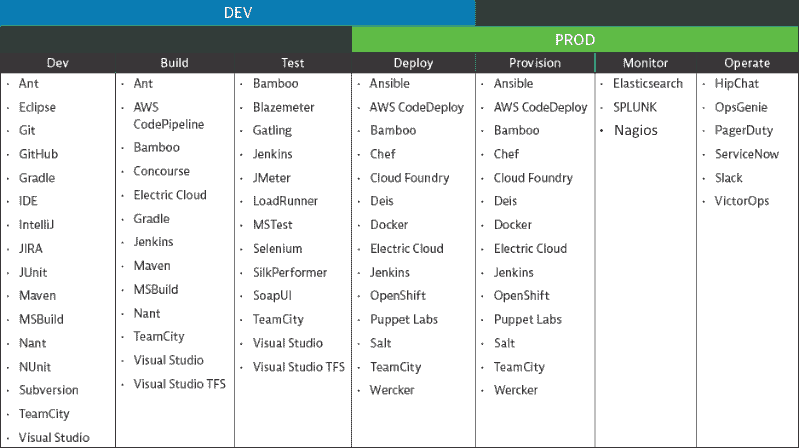 DEV
PROD
Dev
Build
Test
Deploy
Provision
Monitor
Operate
· Ant
· Eclipse
· Git
· GitHub
· Gradle
· IDE
· IntelliJ
· JIRA
· JUnit
· Maven
· MSBuild
· Nant
· NUnit
· Subversion
· TeamCity
· Visual Studio
· Ant
· AWS
CodePipeline
· Bamboo
· Concourse
· Electric Cloud
· Gradle
· Jenkins
· Maven
· MSBuild
· Nant
· TeamCity
· Visual Studio
· Visual Studio TFS
· Bamboo
· Blazemeter
· Gatling
· Jenkins
· JMeter
· LoadRunner
· MSTest
· Selenium
· SilkPerformer
· SoapUI
· TeamCity
· Visual Studio
· Visual Studio TFS
· Ansible
· AWS CodeDeploy
· Bamboo
· Chef
· Cloud Foundry
· Deis
· Docker
· Electric Cloud
· Jenkins
· OpenShift
· Puppet Labs
· Salt
· TeamCity
· Wercker
· Ansible
· AWS CodeDeploy
· Bamboo
· Chef
· Cloud Foundry
· Deis
· Docker
· Electric Cloud
· Jenkins
· OpenShift
· Puppet Labs
· Salt
· TeamCity
· Wercker
· Elasticsearch
· SPLUNK
• Nagios
· HipChat
· OpsGenie
· PagerDuty
· ServiceNow
· Slack
· VictorOps